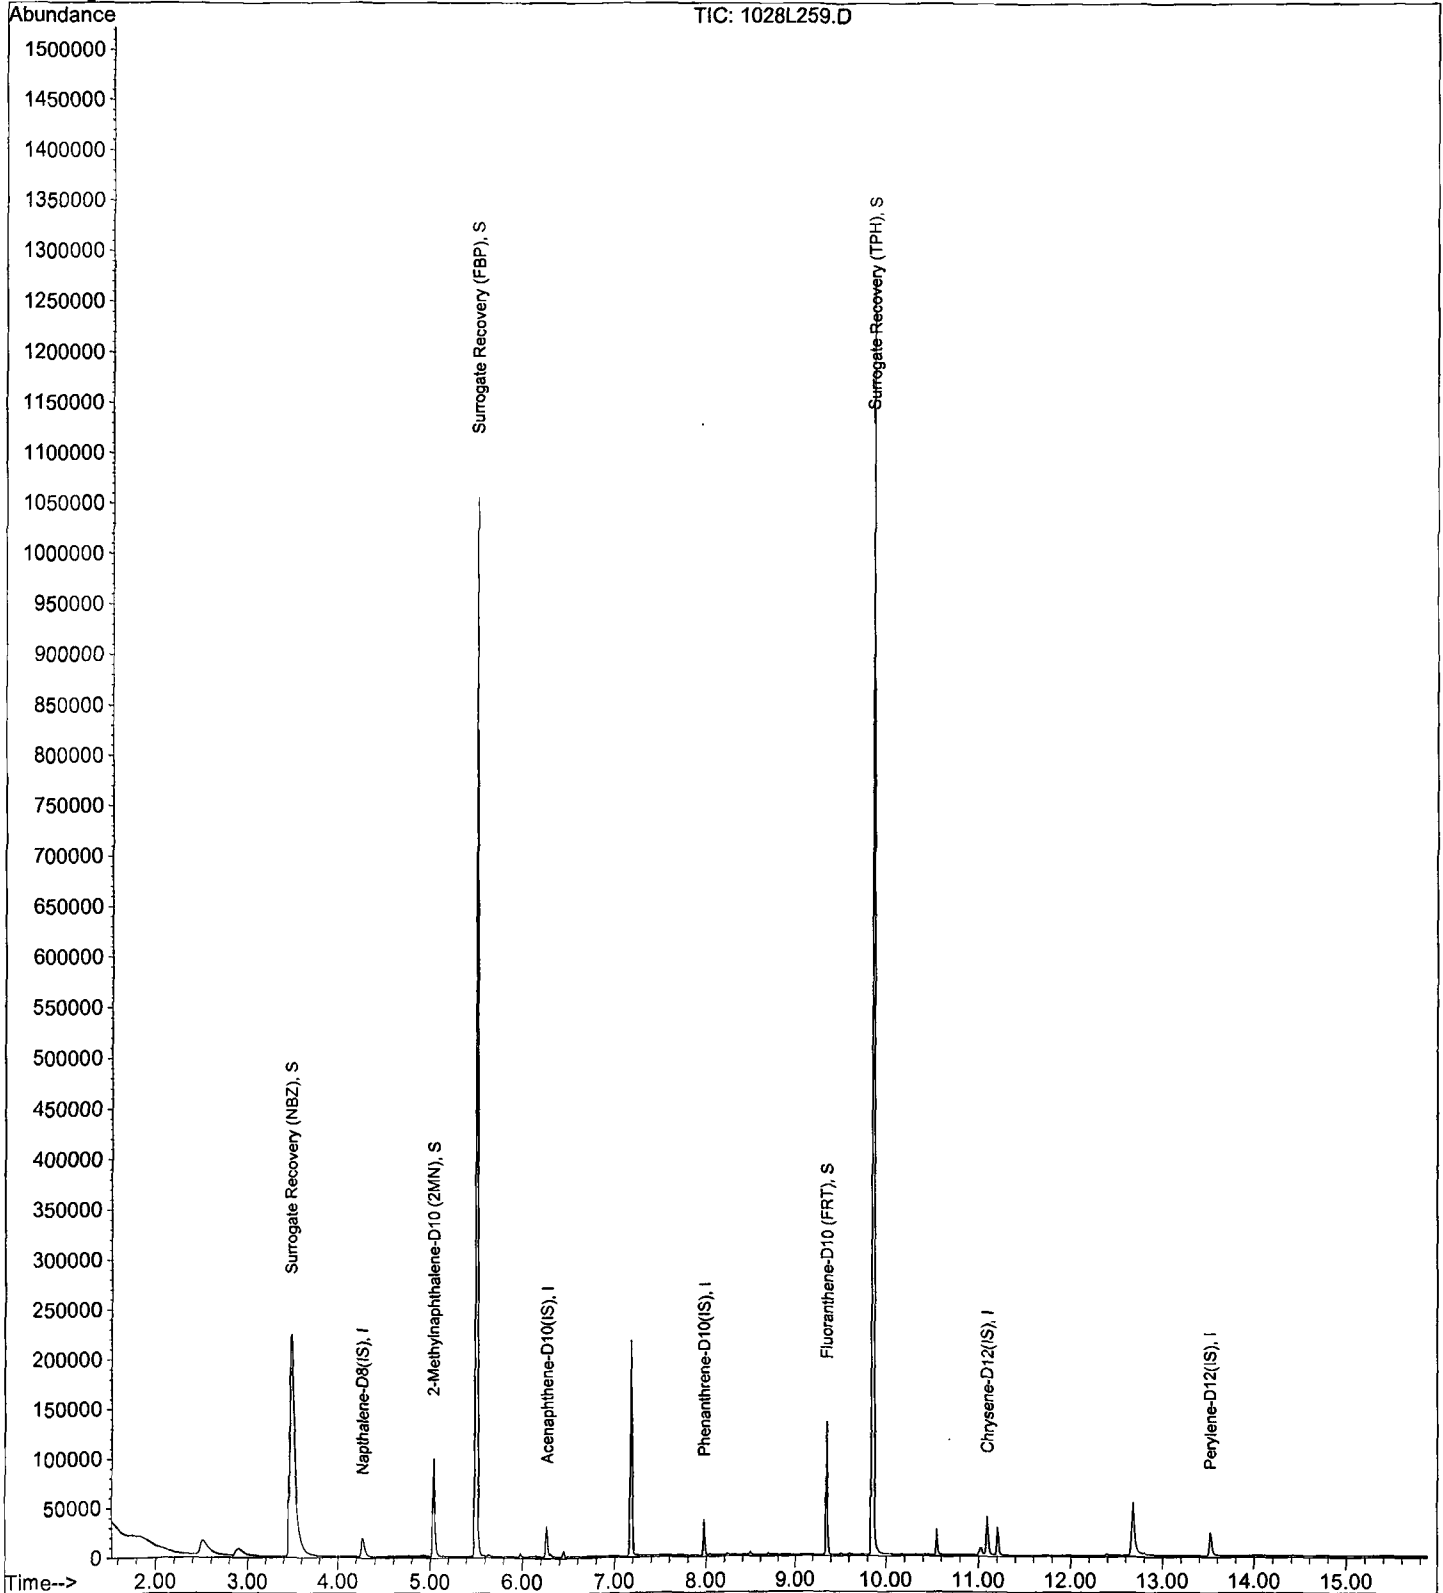 Abundance
TIC: 1028L259.D
1500000
1450000
1400000
1350000
1300000
1250000
1200000
1150000
1100000
1050000
1000000
950000
900000
850000
800000
750000
700000
650000
600000
550000
500000
450000
400000
350000
300000
250000
200000
150000
100000
50000
0
Surrogate Recovery (NBZ), S
Napthalene-D8(IS), I
2-Methylnaphthalene-D10 (2MN), S
Surrogate Recovery (FBP), S
Acenaphthene-D10(IS), I
Phenanthrene-D10(IS), I
Fluoranthene-D10 (FRT), S
Surrogate Recovery (TPH), S
Chrysene-D12(IS), I
Perylene-D12(IS), I
Time--> 2.00 3.00 4.00 5.00 6.00 7.00 8.00 9.00 10.00 11.00 12.00 13.00 14.00 15.00